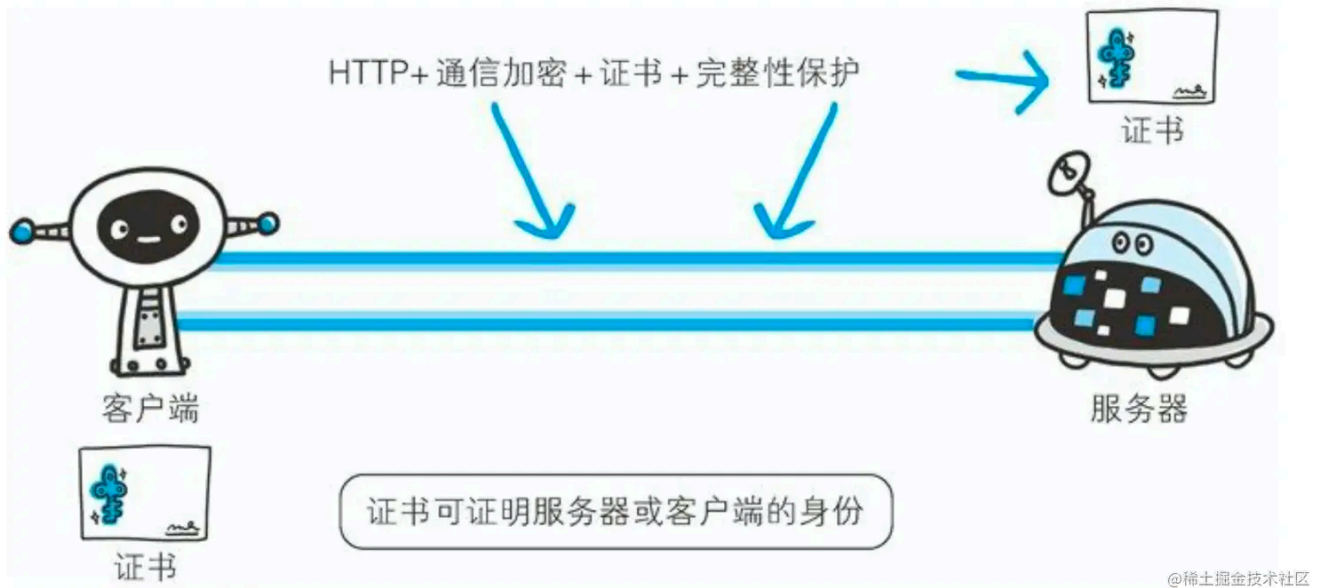 HTTP+ 通信加密 + 证书 + 完整性保护
证书
客户端
服务器
证书可证明服务器或客户端的身份
证书
@稀土掘金技术社区